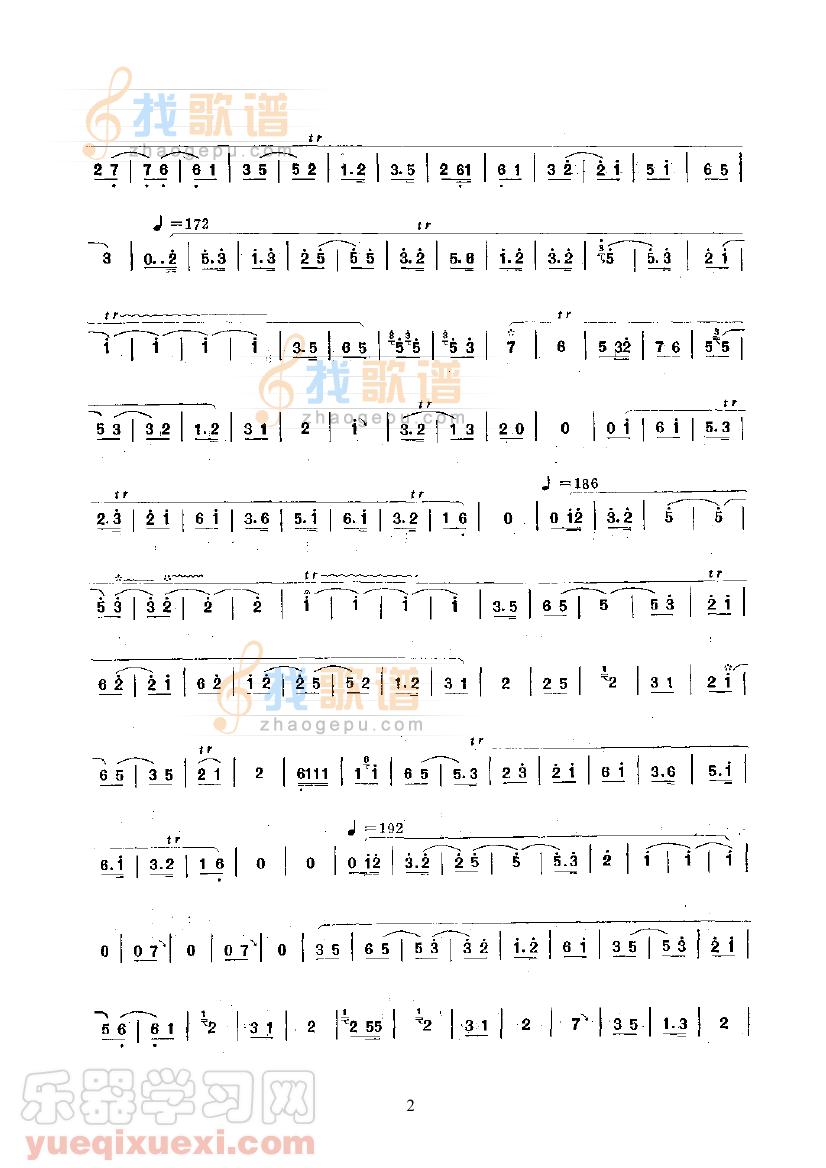 找歌谱
zhaogepu.com
tr
2 7 | 7 6 | 6 1 | 3 5 | 5 2 | 1.2 | 3.5 | 2 61 | 6 1 | 3 2 | 2 1 | 5 1 | 6 5 |
♩=172 tr
3 | 0..2 | 5.3 | 1.3 | 2 5 | 5 5 | 3.2 | 5.6 | 1.2 | 3.2 | 5 | 5.3 | 2 1 |
tr tr
1 | 1 | 1 | 1 | 3.5 | 6 5 | 5 5 | 5 3 | 7 | 6 | 5 32 | 7 6 | 5 5 |
找歌谱
zhaogepu.com
tr tr
5 3 | 3 2 | 1.2 | 3 1 | 2 | 1 | 3.2 | 1 3 | 2 0 | 0 | 0 1 | 6 1 | 5.3 |
tr tr ♩=186
2.3 | 2 1 | 6 1 | 3.6 | 5.1 | 6.1 | 3.2 | 1 6 | 0 | 0 12 | 3.2 | 5 | 5 |
tr tr
5 3 | 3 2 | 2 | 2 | 1 | 1 | 1 | 1 | 3.5 | 6 5 | 5 | 5 3 | 2 1 |
找歌谱
6 2 | 2 1 | 6 2 | 1 2 | 2 5 | 5 2 | 1.2 | 3 1 | 2 | 2 5 | 2 | 3 1 | 2 1 |
zhaogepu.com
tr tr
6 5 | 3 5 | 2 1 | 2 | 6111 | 1 1 | 6 5 | 5.3 | 2 3 | 2 1 | 6 1 | 3.6 | 5.1 |
tr ♩=192
6.1 | 3.2 | 1 6 | 0 | 0 | 0 12 | 3.2 | 2 5 | 5 | 5.3 | 2 | 1 | 1 | 1 |
0 | 0 7 | 0 | 0 7 | 0 | 3 5 | 6 5 | 5 3 | 3 2 | 1.2 | 6 1 | 3 5 | 5 3 | 2 1 |
5 6 | 6 1 | 2 | 3 1 | 2 | 2 55 | 2 | 3 1 | 2 | 7 | 3 5 | 1.3 | 2 |
乐器学习网
yueqixuexi.com
2